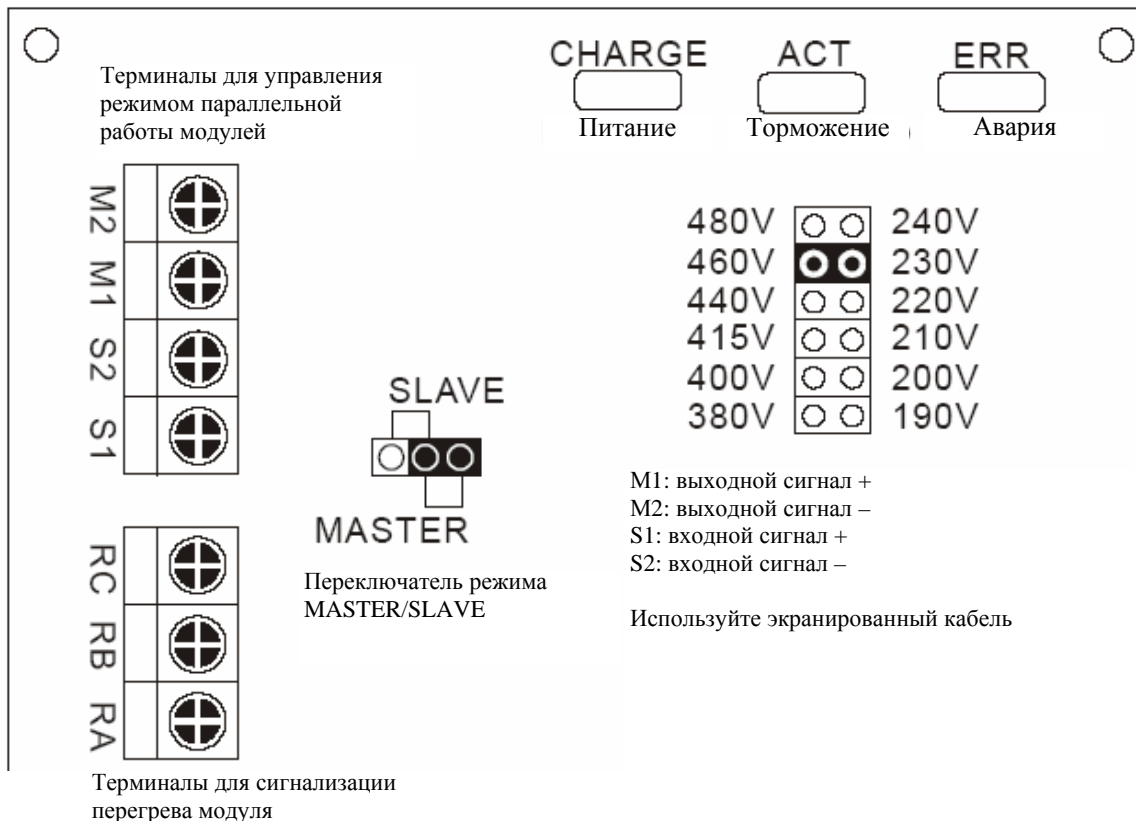 CHARGE ACT ERR
Питание Торможение Авария
Терминалы для управления
режимом параллельной
работы модулей
M2
M1
S2
S1
480V 240V
460V 230V
440V 220V
415V 210V
400V 200V
380V 190V
SLAVE
MASTER
Переключатель режима
MASTER/SLAVE
M1: выходной сигнал +
M2: выходной сигнал –
S1: входной сигнал +
S2: входной сигнал –
Используйте экранированный кабель
RC
RB
RA
Терминалы для сигнализации
перегрева модуля